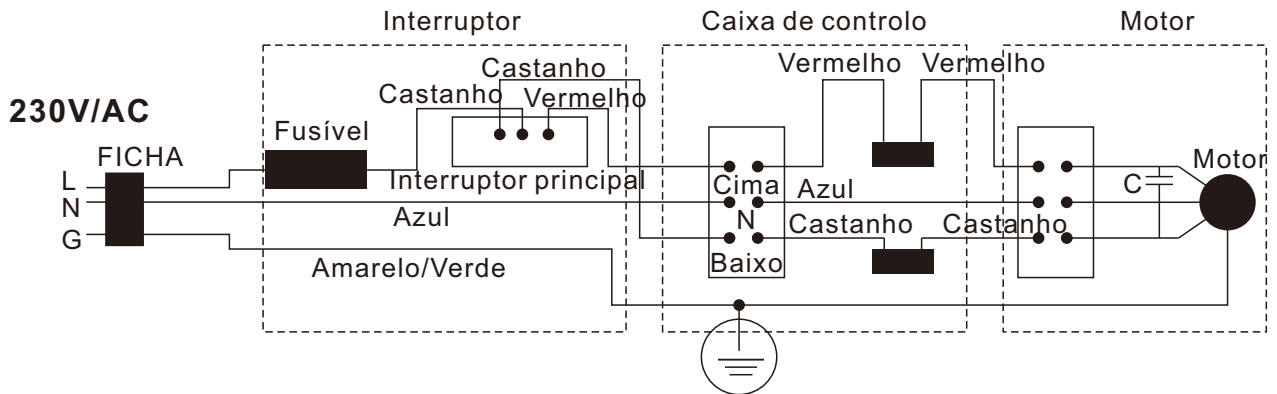 Interruptor
Caixa de controlo
Motor
230V/AC
FICHA
L
N
G
Fusível
Castanho
Castanho
Vermelho
Interruptor principal
Azul
Amarelo/Verde
Vermelho
Vermelho
Cima
N
Baixo
Azul
Castanho
Castanho
C
Motor